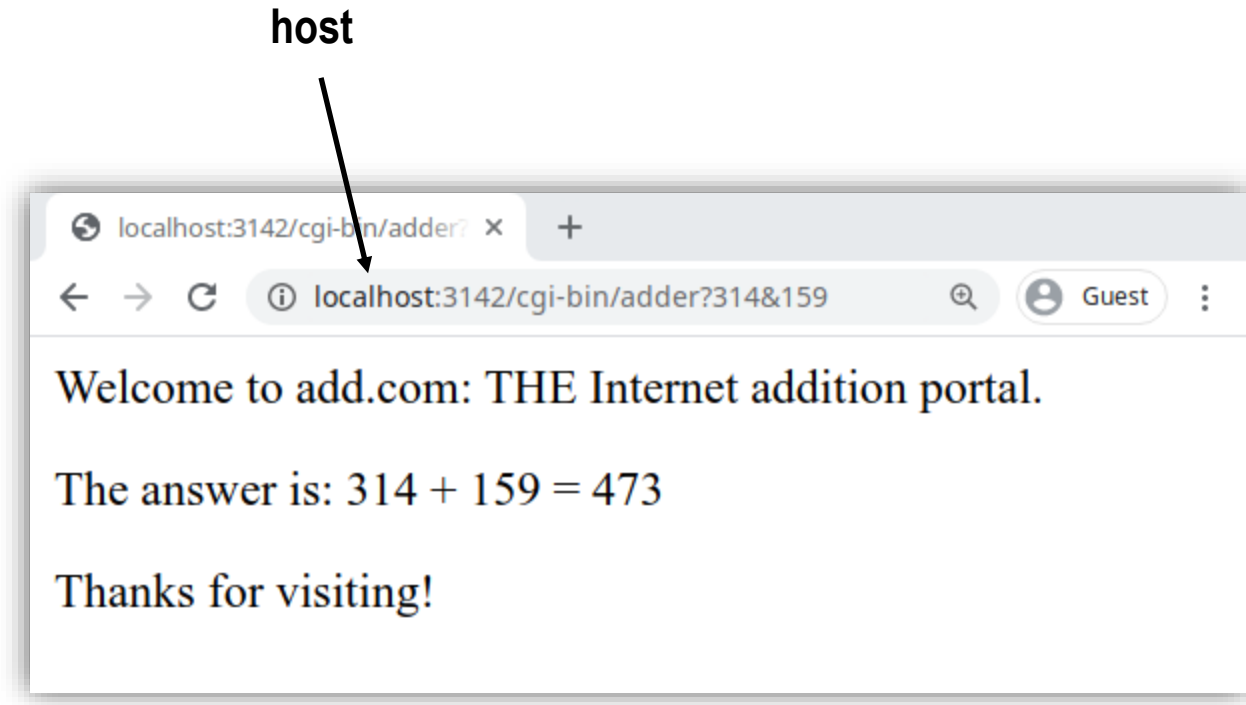 host
localhost:3142/cgi-bin/adder?
localhost:3142/cgi-bin/adder?314&159
Guest
Welcome to add.com: THE Internet addition portal.
The answer is: 314 + 159 = 473
Thanks for visiting!